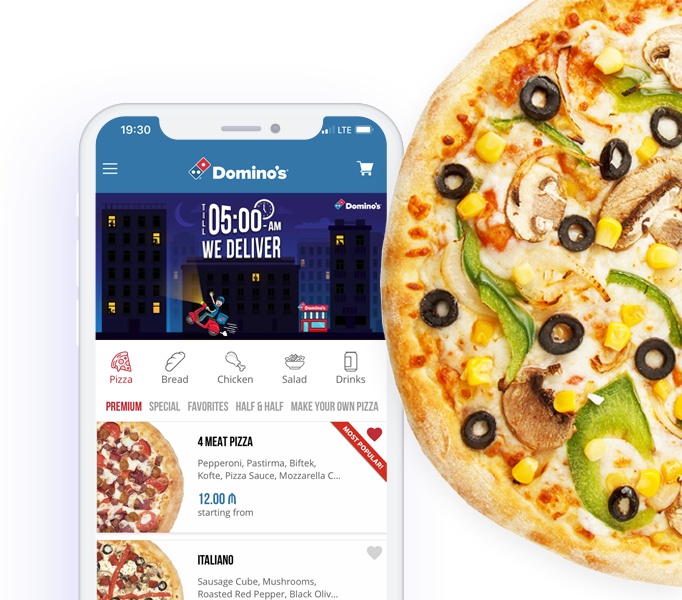 19:30
LTE
Domino's
Domino's
TILL 05:00-AM
WE DELIVER
Domino's
Pizza
Bread
Chicken
Salad
Drinks
PREMIUM
SPECIAL
FAVORITES
HALF & HALF
MAKE YOUR OWN PIZZA
4 MEAT PIZZA
MOST POPULAR!
Pepperoni, Pastirma, Biftek,
Kofte, Pizza Sauce, Mozzarella C...
12.00 ₼
starting from
ITALIANO
Sausage Cube, Mushrooms,
Roasted Red Pepper, Black Oliv...